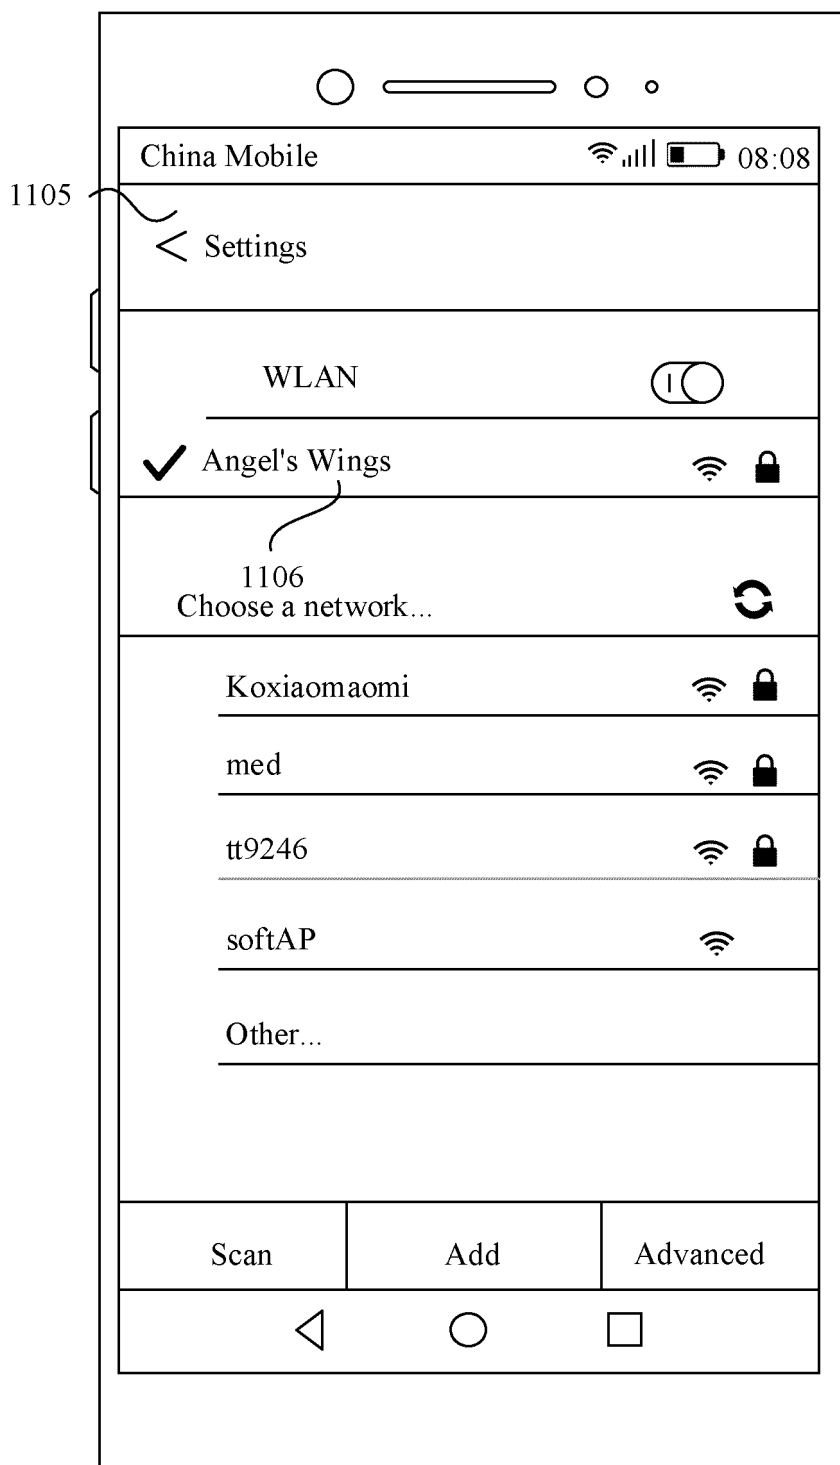 China Mobile 08:08
1105
< Settings
WLAN
Angel's Wings
1106
Choose a network...
Koxiaomaomi
med
tt9246
softAP
Other...
Scan Add Advanced